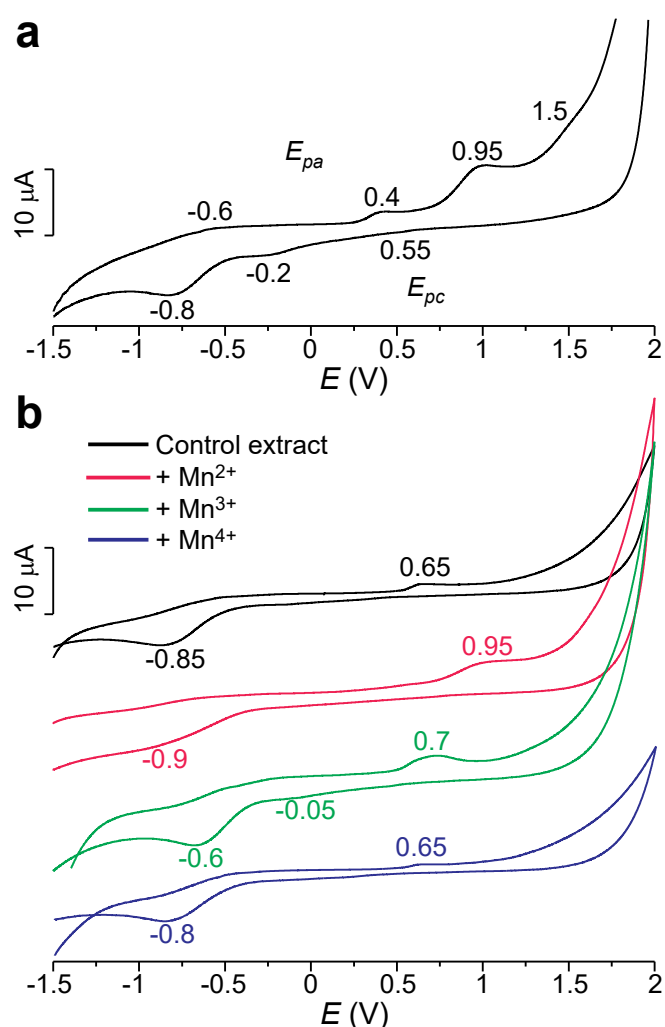 a
1.5
E_pa
0.95
-0.6
0.4
10 µA
-0.2
0.55
-0.8
E_pc
-1.5 -1 -0.5 0 0.5 1 1.5 2
E (V)
b
Control extract
+ Mn²⁺
+ Mn³⁺
+ Mn⁴⁺
10 µA
0.65
-0.85
0.95
-0.9
0.7
-0.05
-0.6
0.65
-0.8
-1.5 -1 -0.5 0 0.5 1 1.5 2
E (V)